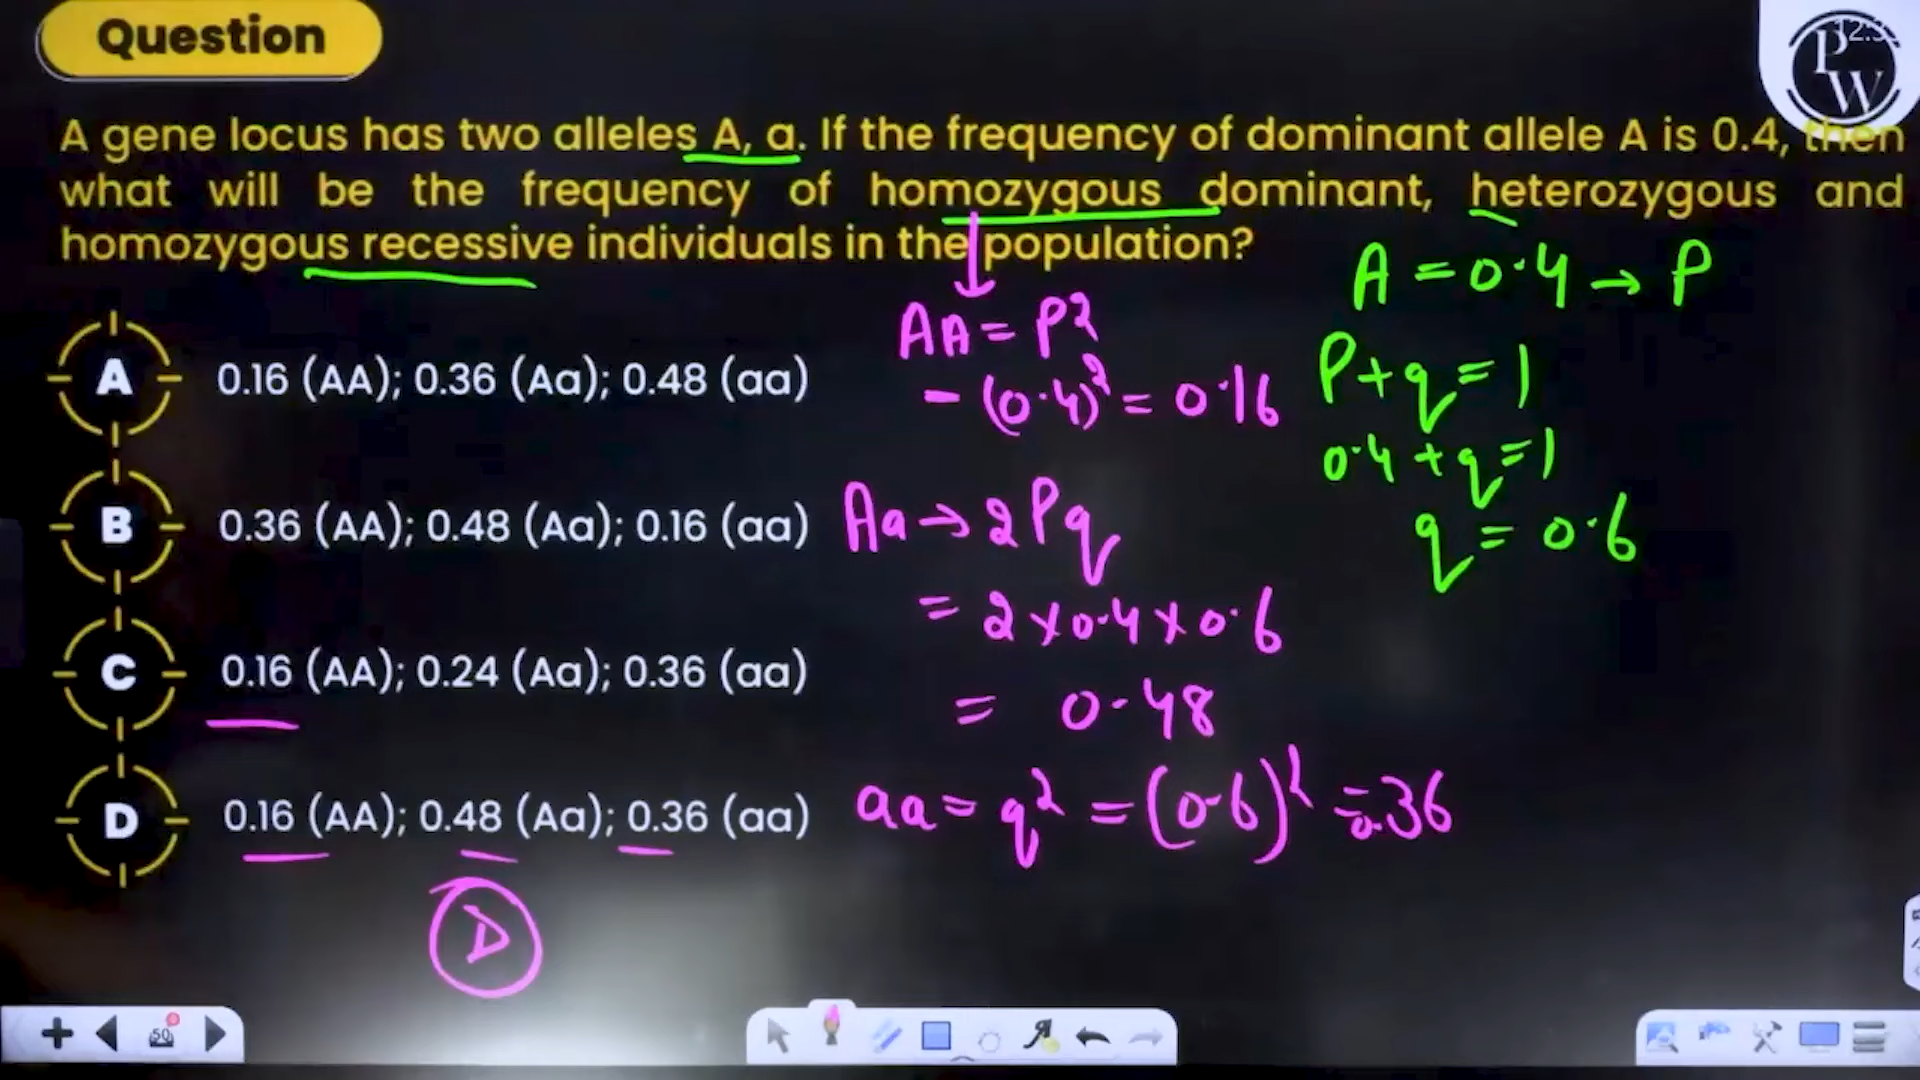 Question
PW
A gene locus has two alleles A, a. If the frequency of dominant allele A is 0.4, then
what will be the frequency of homozygous dominant, heterozygous and
homozygous recessive individuals in the population?
A = 0.4 → P
P + q = 1
0.4 + q = 1
q = 0.6
AA = P²
- (0.4)² = 0.16
A 0.16 (AA); 0.36 (Aa); 0.48 (aa)
B 0.36 (AA); 0.48 (Aa); 0.16 (aa)
Aa → 2Pq
= 2 × 0.4 × 0.6
= 0.48
C 0.16 (AA); 0.24 (Aa); 0.36 (aa)
D 0.16 (AA); 0.48 (Aa); 0.36 (aa)
aa = q² = (0.6)² = 0.36
D
50